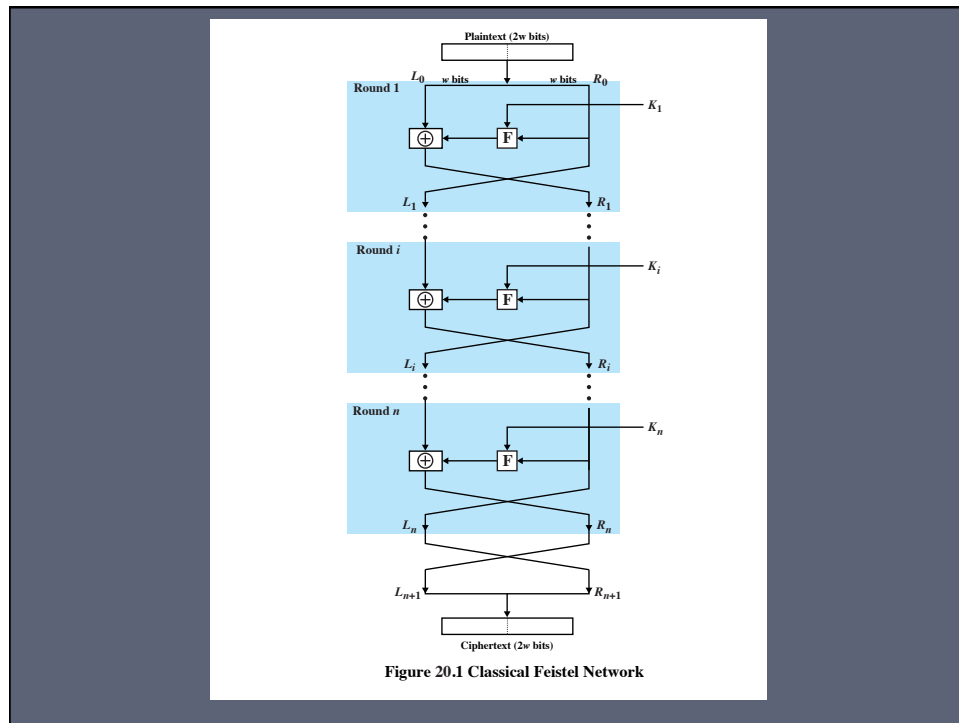 Plaintext (2w bits)
L0 w bits w bits R0
Round 1
K1
F
L1 R1
Round i
Ki
F
Li Ri
Round n
Kn
F
Ln Rn
Ln+1 Rn+1
Ciphertext (2w bits)
Figure 20.1 Classical Feistel Network